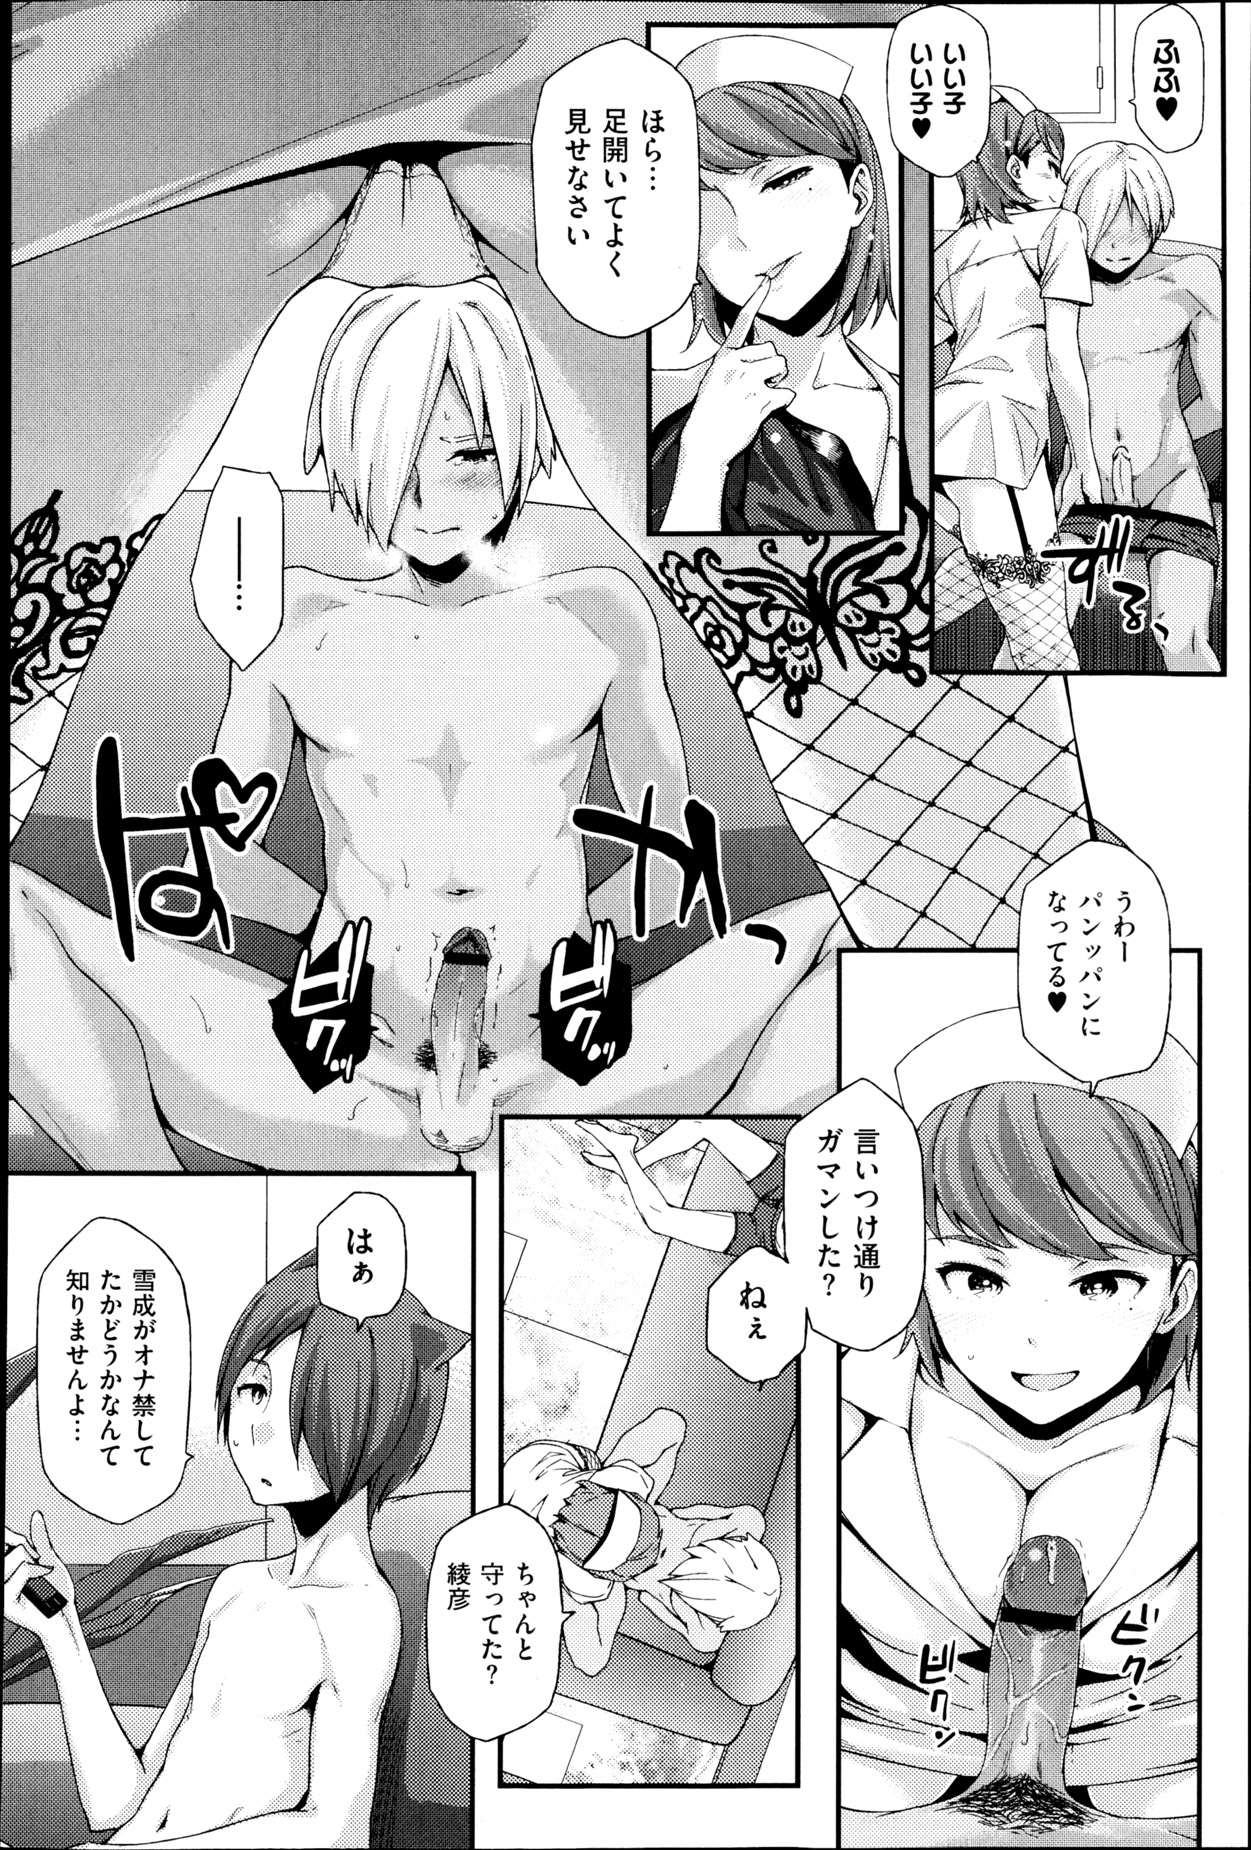 ふふ♥
いい子
いい子♥
ずる、
ほら…
足開いてよく
見せなさい
──…
ぱ♥
かっ
ビクッ
ビクッ
うわー
パンッパンに
なってる♥
言いつけ通り
ガマンした？
ビクン
ビクン
ねぇ
ちゃんと
守ってた？
綾彦
はぁ
雪成がオナ禁して
たかどうかなんて
知りませんよ…